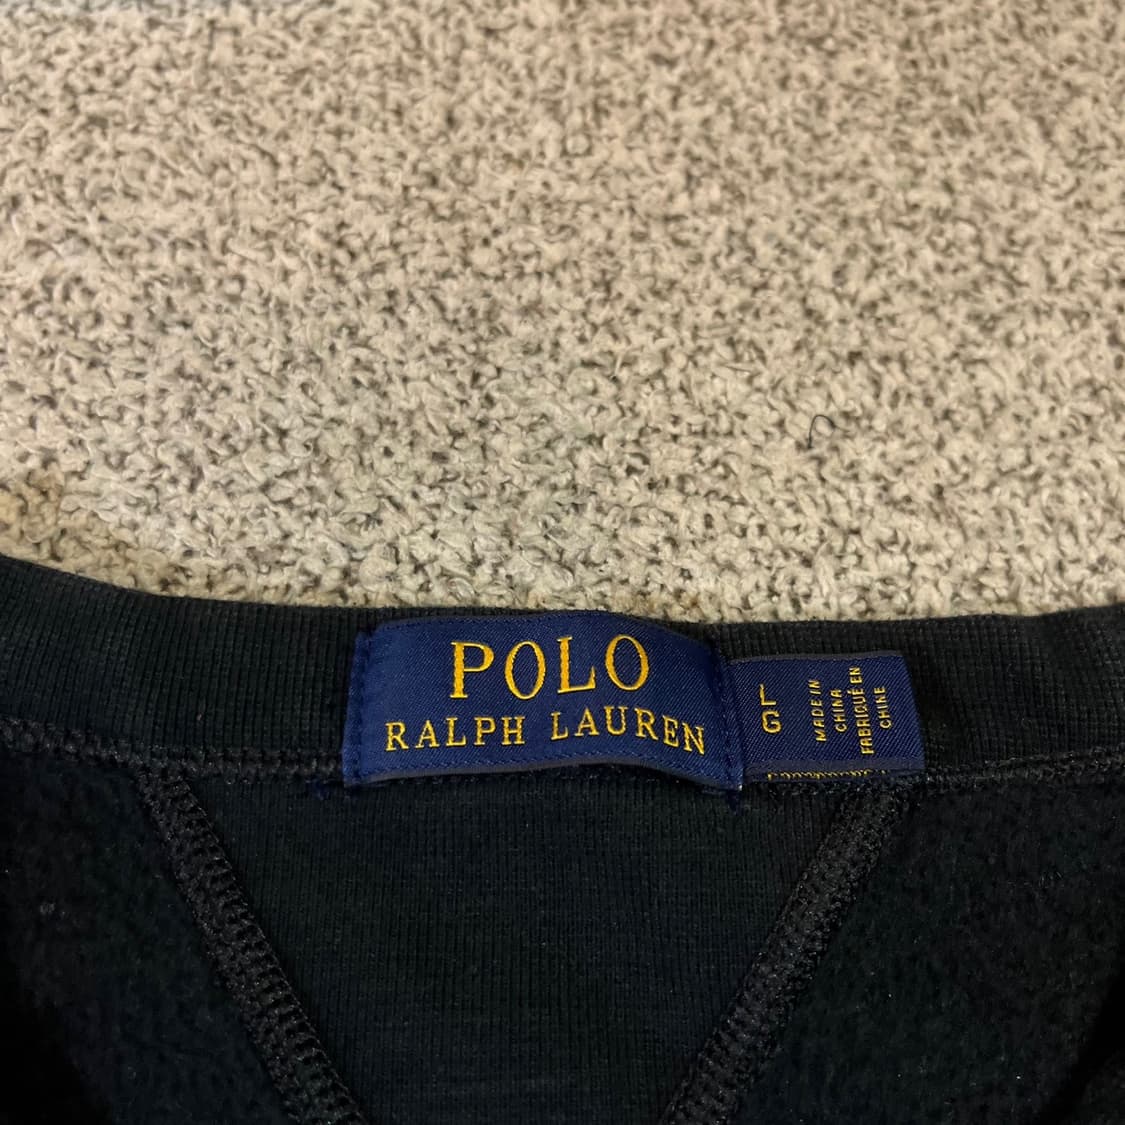 POLO
RALPH LAUREN
L
G
MADE IN
CHINA
FABRIQUÉ EN
CHINE